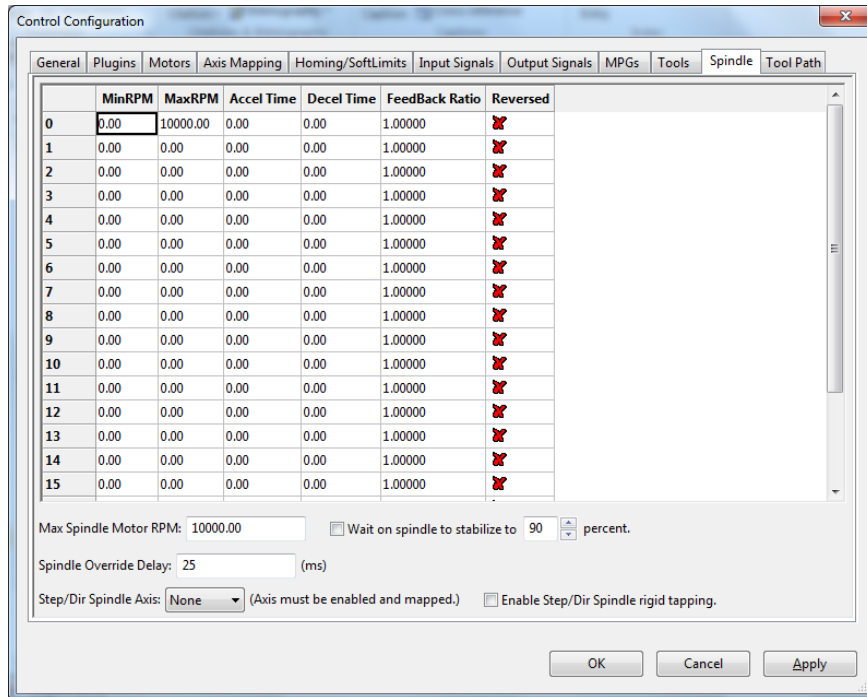 Control Configuration
General Plugins Motors Axis Mapping Homing/SoftLimits Input Signals Output Signals MPGs Tools Spindle Tool Path
MinRPM MaxRPM Accel Time Decel Time FeedBack Ratio Reversed
0 0.00 10000.00 0.00 0.00 1.00000
1 0.00 0.00 0.00 0.00 1.00000
2 0.00 0.00 0.00 0.00 1.00000
3 0.00 0.00 0.00 0.00 1.00000
4 0.00 0.00 0.00 0.00 1.00000
5 0.00 0.00 0.00 0.00 1.00000
6 0.00 0.00 0.00 0.00 1.00000
7 0.00 0.00 0.00 0.00 1.00000
8 0.00 0.00 0.00 0.00 1.00000
9 0.00 0.00 0.00 0.00 1.00000
10 0.00 0.00 0.00 0.00 1.00000
11 0.00 0.00 0.00 0.00 1.00000
12 0.00 0.00 0.00 0.00 1.00000
13 0.00 0.00 0.00 0.00 1.00000
14 0.00 0.00 0.00 0.00 1.00000
15 0.00 0.00 0.00 0.00 1.00000
Max Spindle Motor RPM: 10000.00 Wait on spindle to stabilize to 90 percent.
Spindle Override Delay: 25 (ms)
Step/Dir Spindle Axis: None (Axis must be enabled and mapped.) Enable Step/Dir Spindle rigid tapping.
OK Cancel Apply